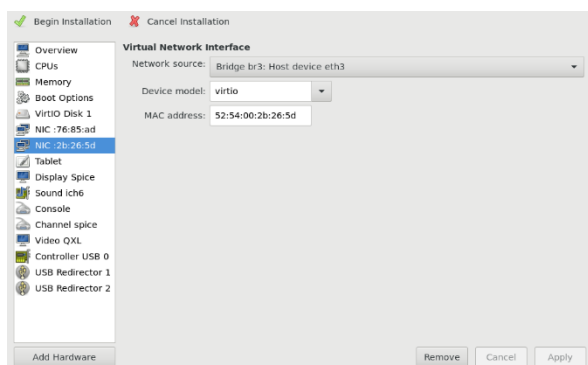 Begin Installation
Cancel Installation
Overview
CPUs
Memory
Boot Options
VirtIO Disk 1
NIC :76:85:ad
NIC :2b:26:5d
Tablet
Display Spice
Sound ich6
Console
Channel spice
Video QXL
Controller USB 0
USB Redirector 1
USB Redirector 2
Add Hardware
Virtual Network Interface
Network source: Bridge br3: Host device eth3
Device model: virtio
MAC address: 52:54:00:2b:26:5d
Remove
Cancel
Apply